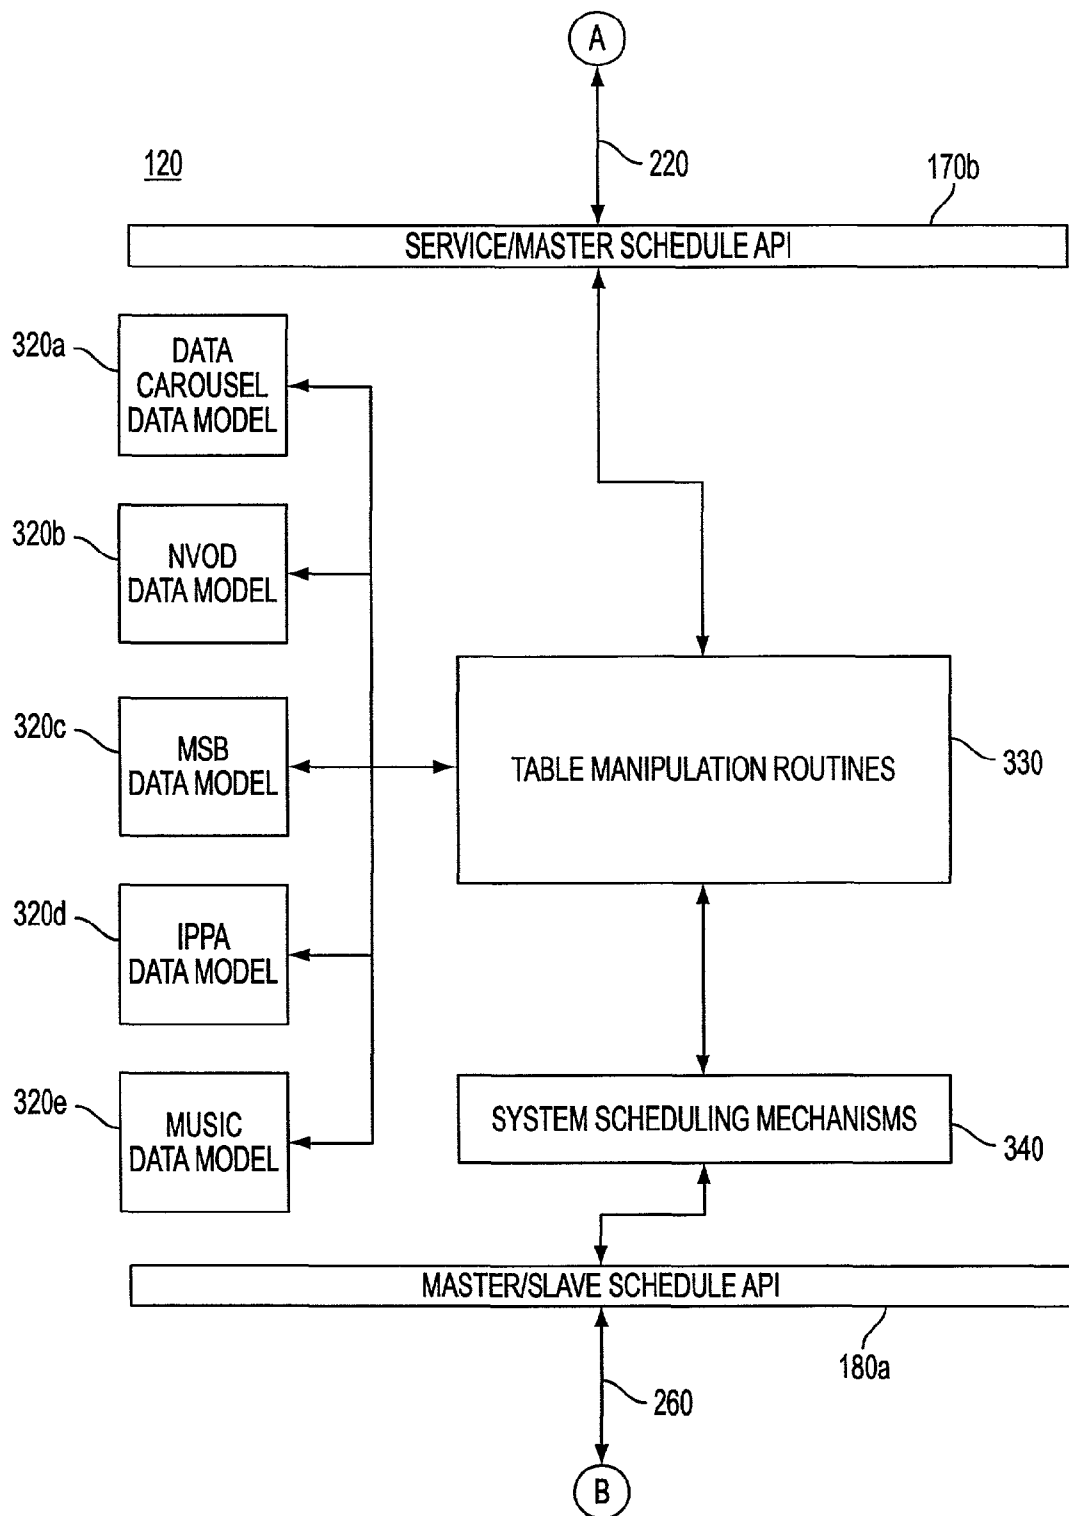 A
220
120
170b
SERVICE/MASTER SCHEDULE API
320a
DATA
CAROUSEL
DATA MODEL
320b
NVOD
DATA MODEL
320c
MSB
DATA MODEL
TABLE MANIPULATION ROUTINES
330
320d
IPPA
DATA MODEL
320e
MUSIC
DATA MODEL
SYSTEM SCHEDULING MECHANISMS
340
MASTER/SLAVE SCHEDULE API
180a
260
B